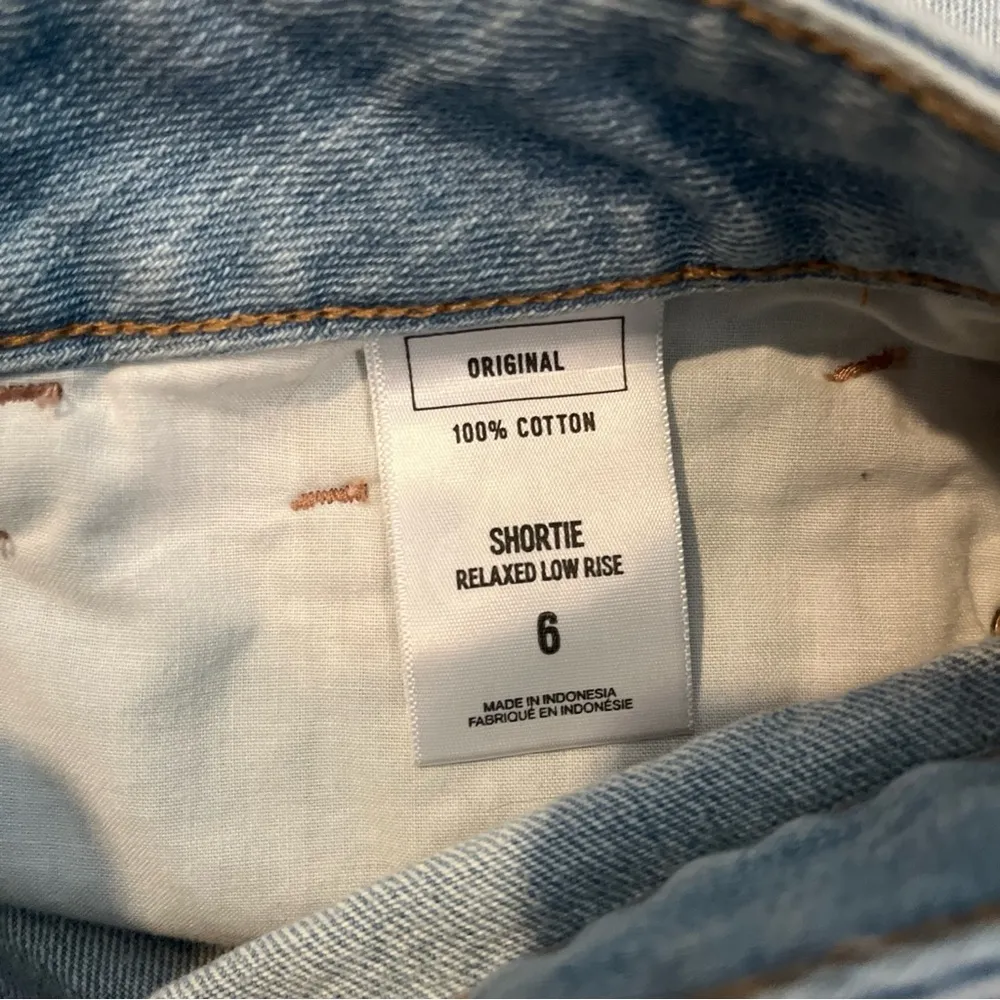 ORIGINAL
100% COTTON
SHORTIE
RELAXED LOW RISE
6
MADE IN INDONESIA
FABRIQUÉ EN INDONÉSIE